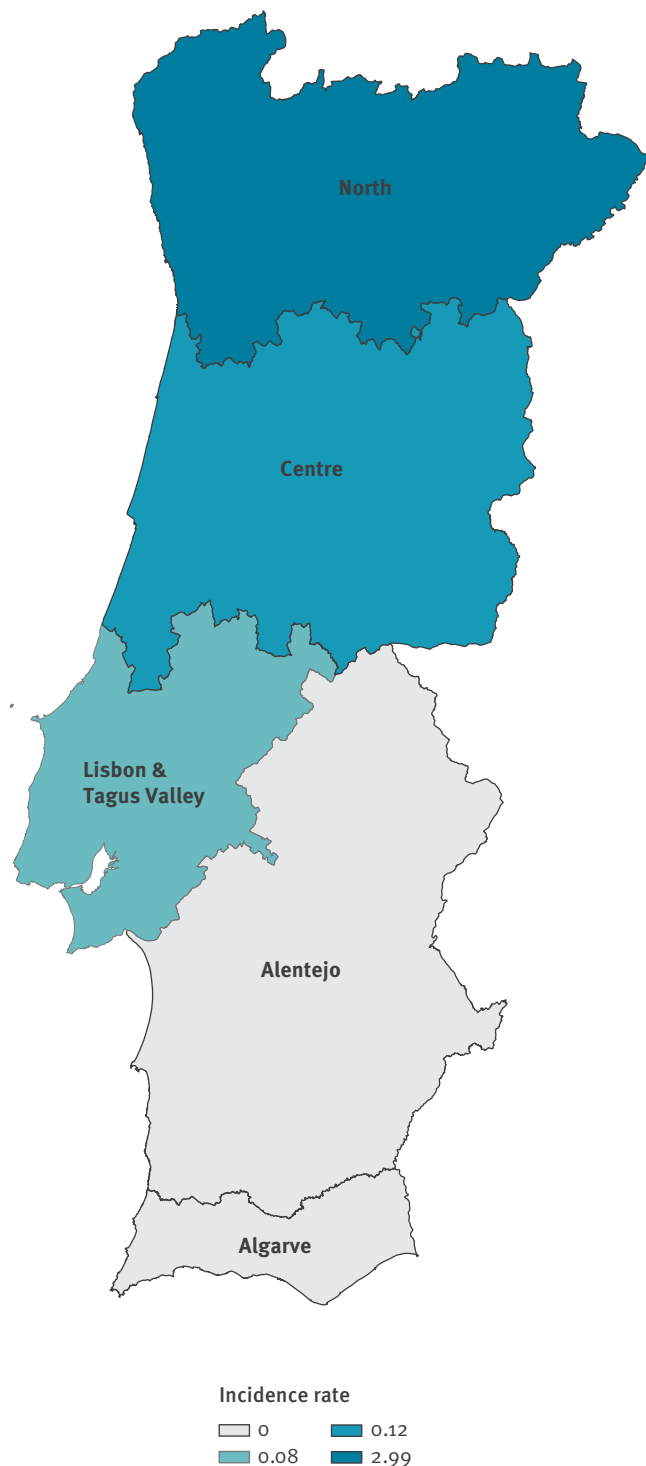 North
Centre
Lisbon &
Tagus Valley
Alentejo
Algarve
Incidence rate
0
0.12
0.08
2.99